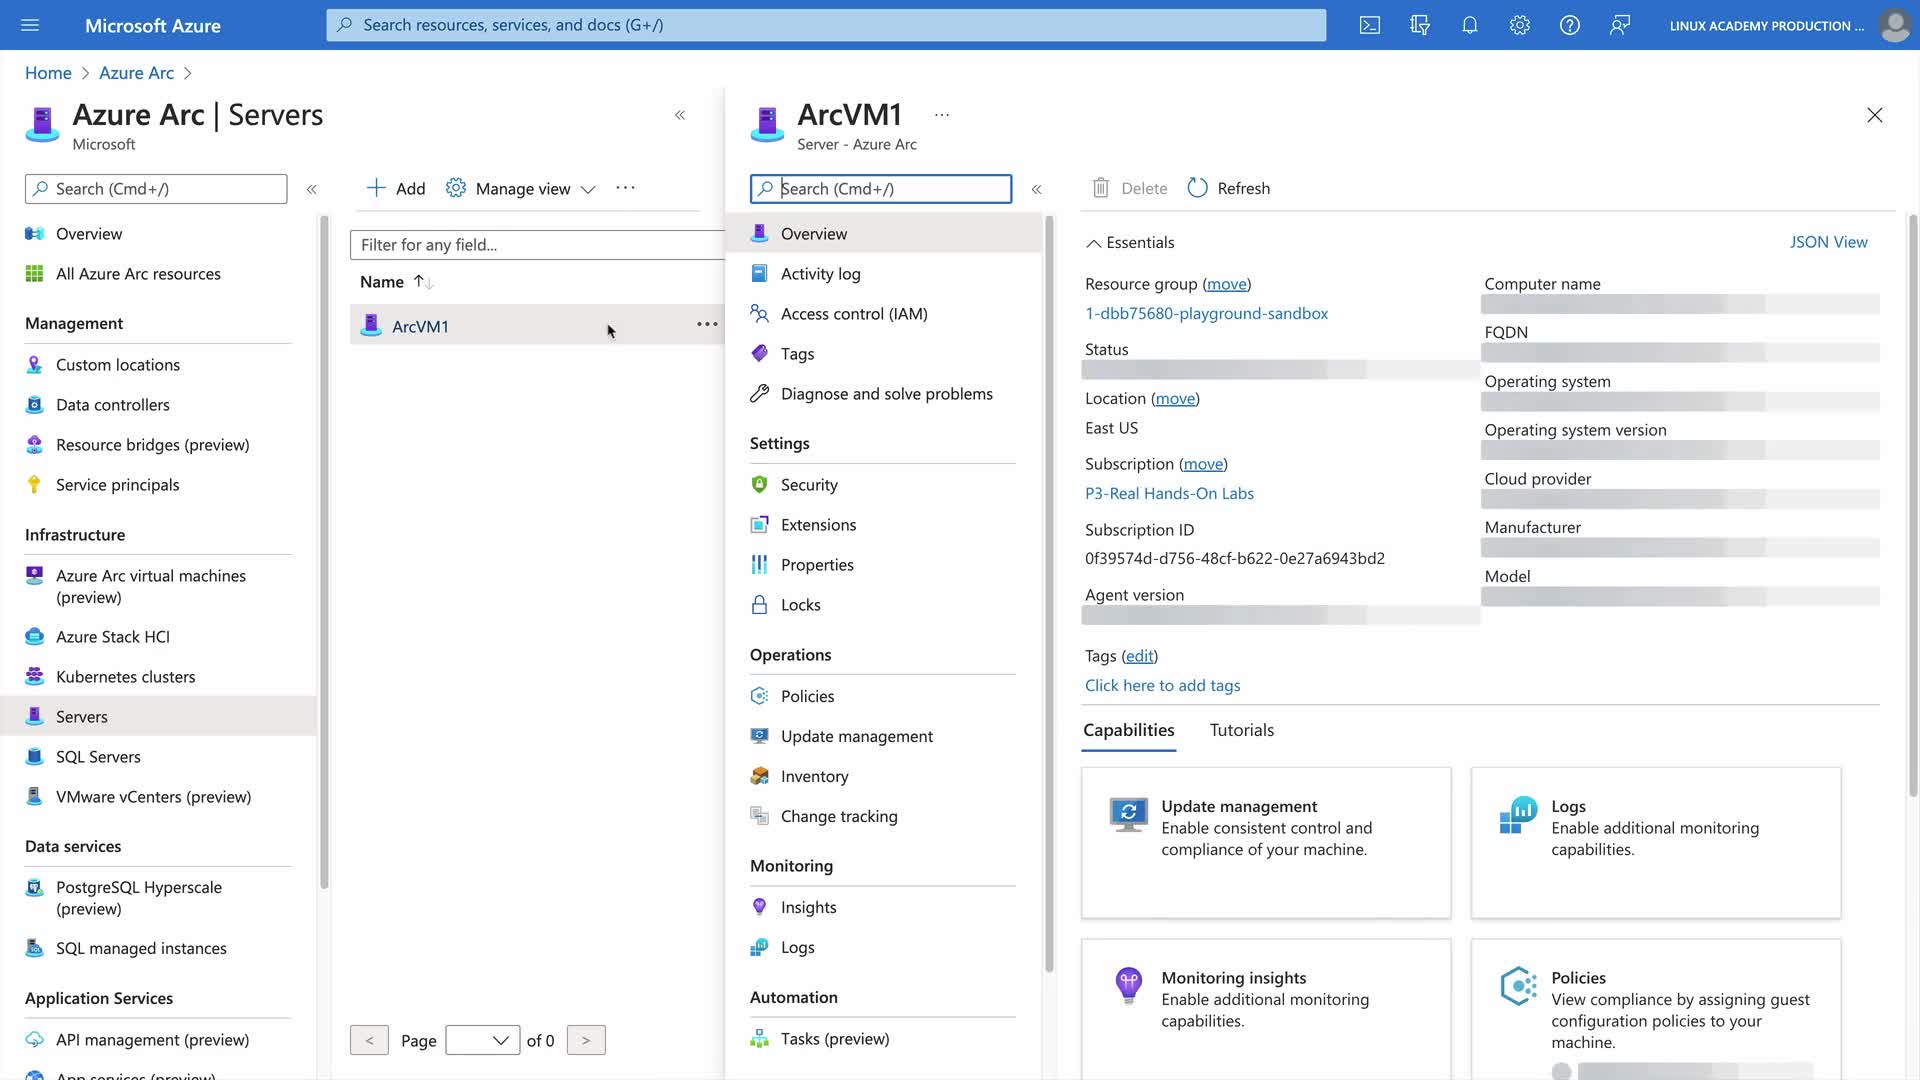 Microsoft Azure
Search resources, services, and docs (G+/)
LINUX ACADEMY PRODUCTION ...
Home > Azure Arc >
Azure Arc | Servers
Microsoft
Search (Cmd+/)
Overview
All Azure Arc resources
Management
Custom locations
Data controllers
Resource bridges (preview)
Service principals
Infrastructure
Azure Arc virtual machines
(preview)
Azure Stack HCI
Kubernetes clusters
Servers
SQL Servers
VMware vCenters (preview)
Data services
PostgreSQL Hyperscale
(preview)
SQL managed instances
Application Services
API management (preview)
App services (preview)
Add
Manage view
Filter for any field...
Name
ArcVM1
< Page of 0 >
ArcVM1
Server - Azure Arc
Search (Cmd+/)
Overview
Activity log
Access control (IAM)
Tags
Diagnose and solve problems
Settings
Security
Extensions
Properties
Locks
Operations
Policies
Update management
Inventory
Change tracking
Monitoring
Insights
Logs
Automation
Tasks (preview)
Delete
Refresh
Essentials
JSON View
Resource group (move)
1-dbb75680-playground-sandbox
Status
Location (move)
East US
Subscription (move)
P3-Real Hands-On Labs
Subscription ID
0f39574d-d756-48cf-b622-0e27a6943bd2
Agent version
Computer name
FQDN
Operating system
Operating system version
Cloud provider
Manufacturer
Model
Tags (edit)
Click here to add tags
Capabilities
Tutorials
Update management
Enable consistent control and
compliance of your machine.
Logs
Enable additional monitoring
capabilities.
Monitoring insights
Enable additional monitoring
capabilities.
Policies
View compliance by assigning guest
configuration policies to your
machine.